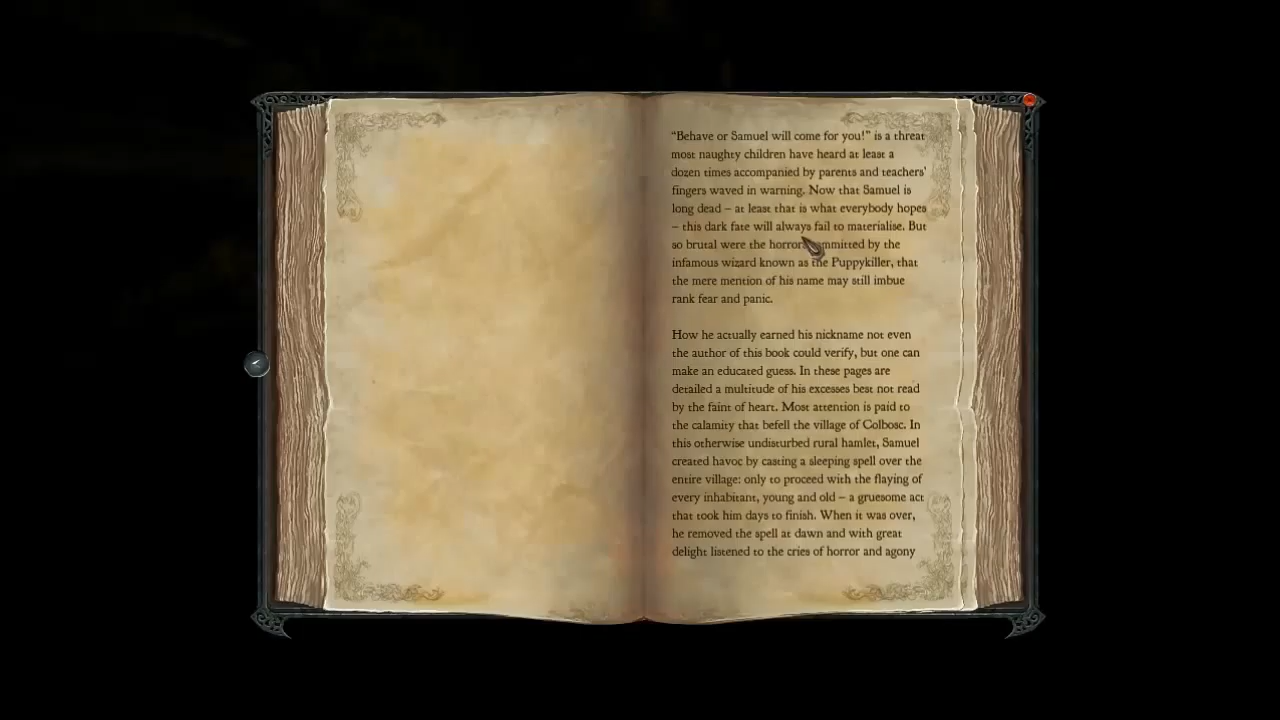 “Behave or Samuel will come for you!” is a threat
most naughty children have heard at least a
dozen times accompanied by parents and teachers'
fingers waved in warning. Now that Samuel is
long dead – at least that is what everybody hopes
– this dark fate will always fail to materialise. But
so brutal were the horrors committed by the
infamous wizard known as the Puppykiller, that
the mere mention of his name may still imbue
rank fear and panic.
How he actually earned his nickname not even
the author of this book could verify, but one can
make an educated guess. In these pages are
detailed a multitude of his excesses best not read
by the faint of heart. Most attention is paid to
the calamity that befell the village of Colbosc. In
this otherwise undisturbed rural hamlet, Samuel
created havoc by casting a sleeping spell over the
entire village: only to proceed with the flaying of
every inhabitant, young and old – a gruesome act
that took him days to finish. When it was over,
he removed the spell at dawn and with great
delight listened to the cries of horror and agony